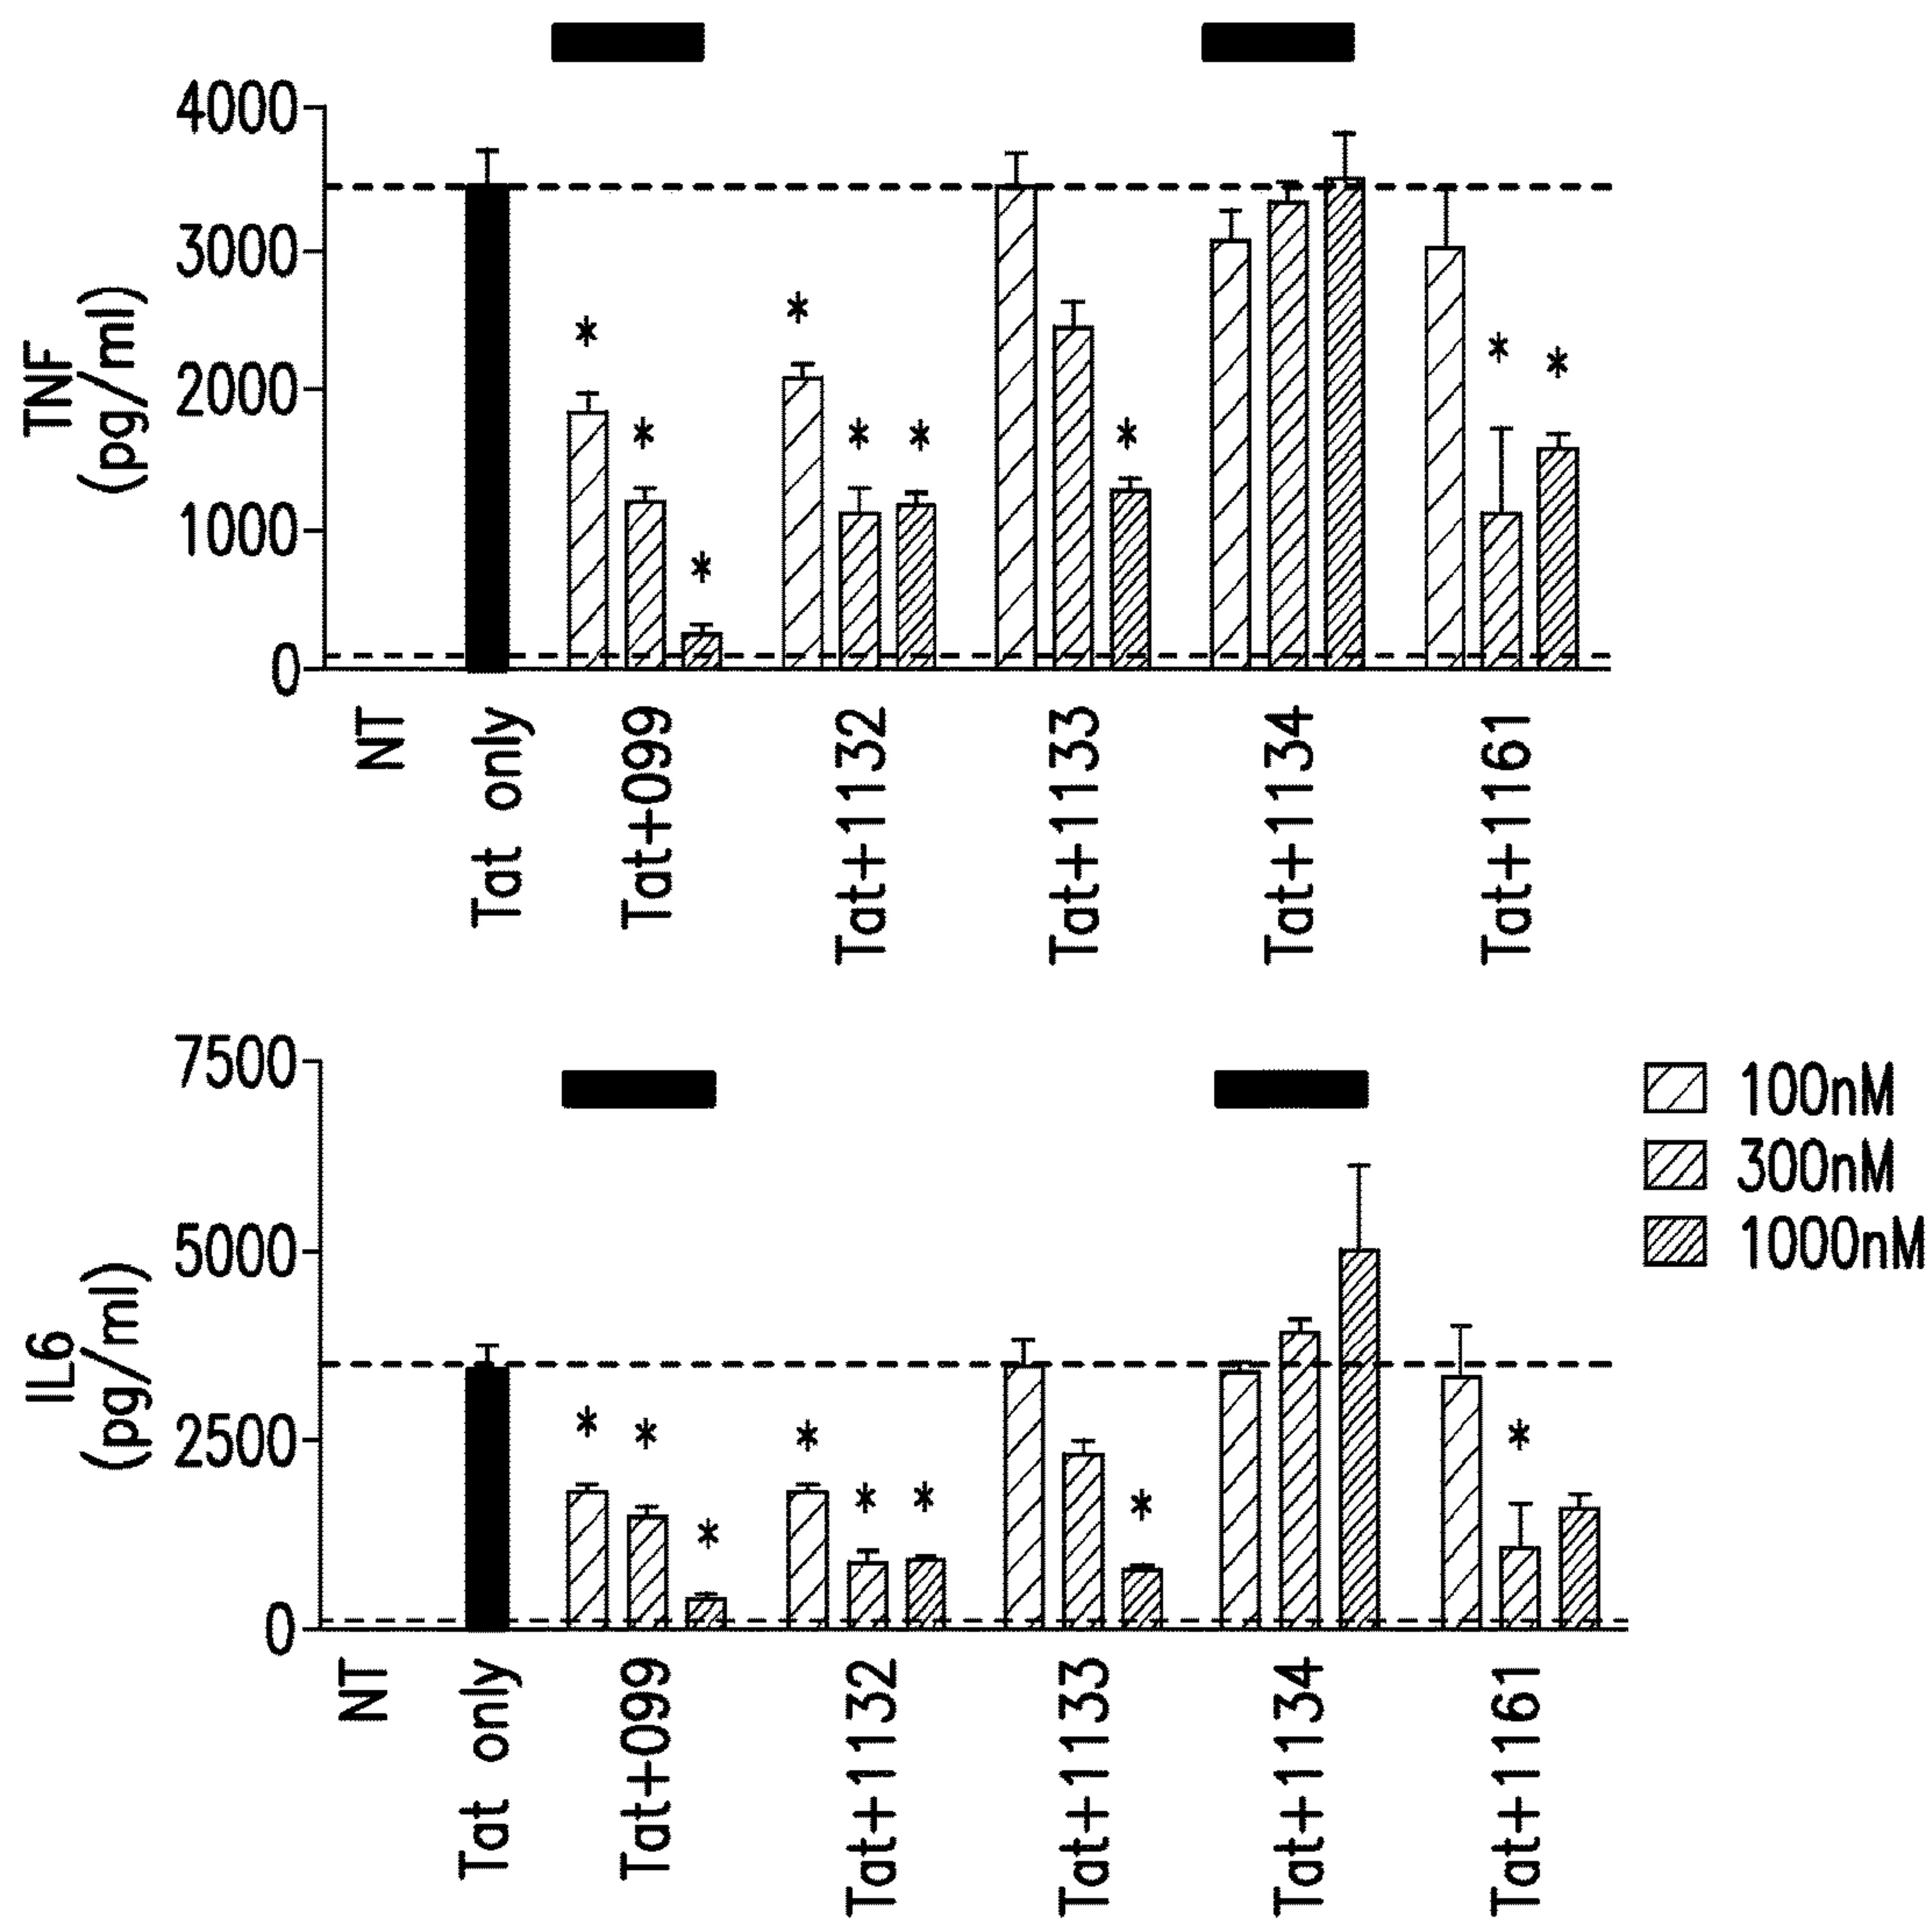 4000
3000
2000
1000
0
TNF
(pg/ml)
*
*
*
*
*
*
*
*
*
NT
Tat only
Tat+099
Tat+1132
Tat+1133
Tat+1134
Tat+1161
7500
5000
2500
0
IL6
(pg/ml)
*
*
*
*
*
*
*
*
100nM
300nM
1000nM
NT
Tat only
Tat+099
Tat+1132
Tat+1133
Tat+1134
Tat+1161